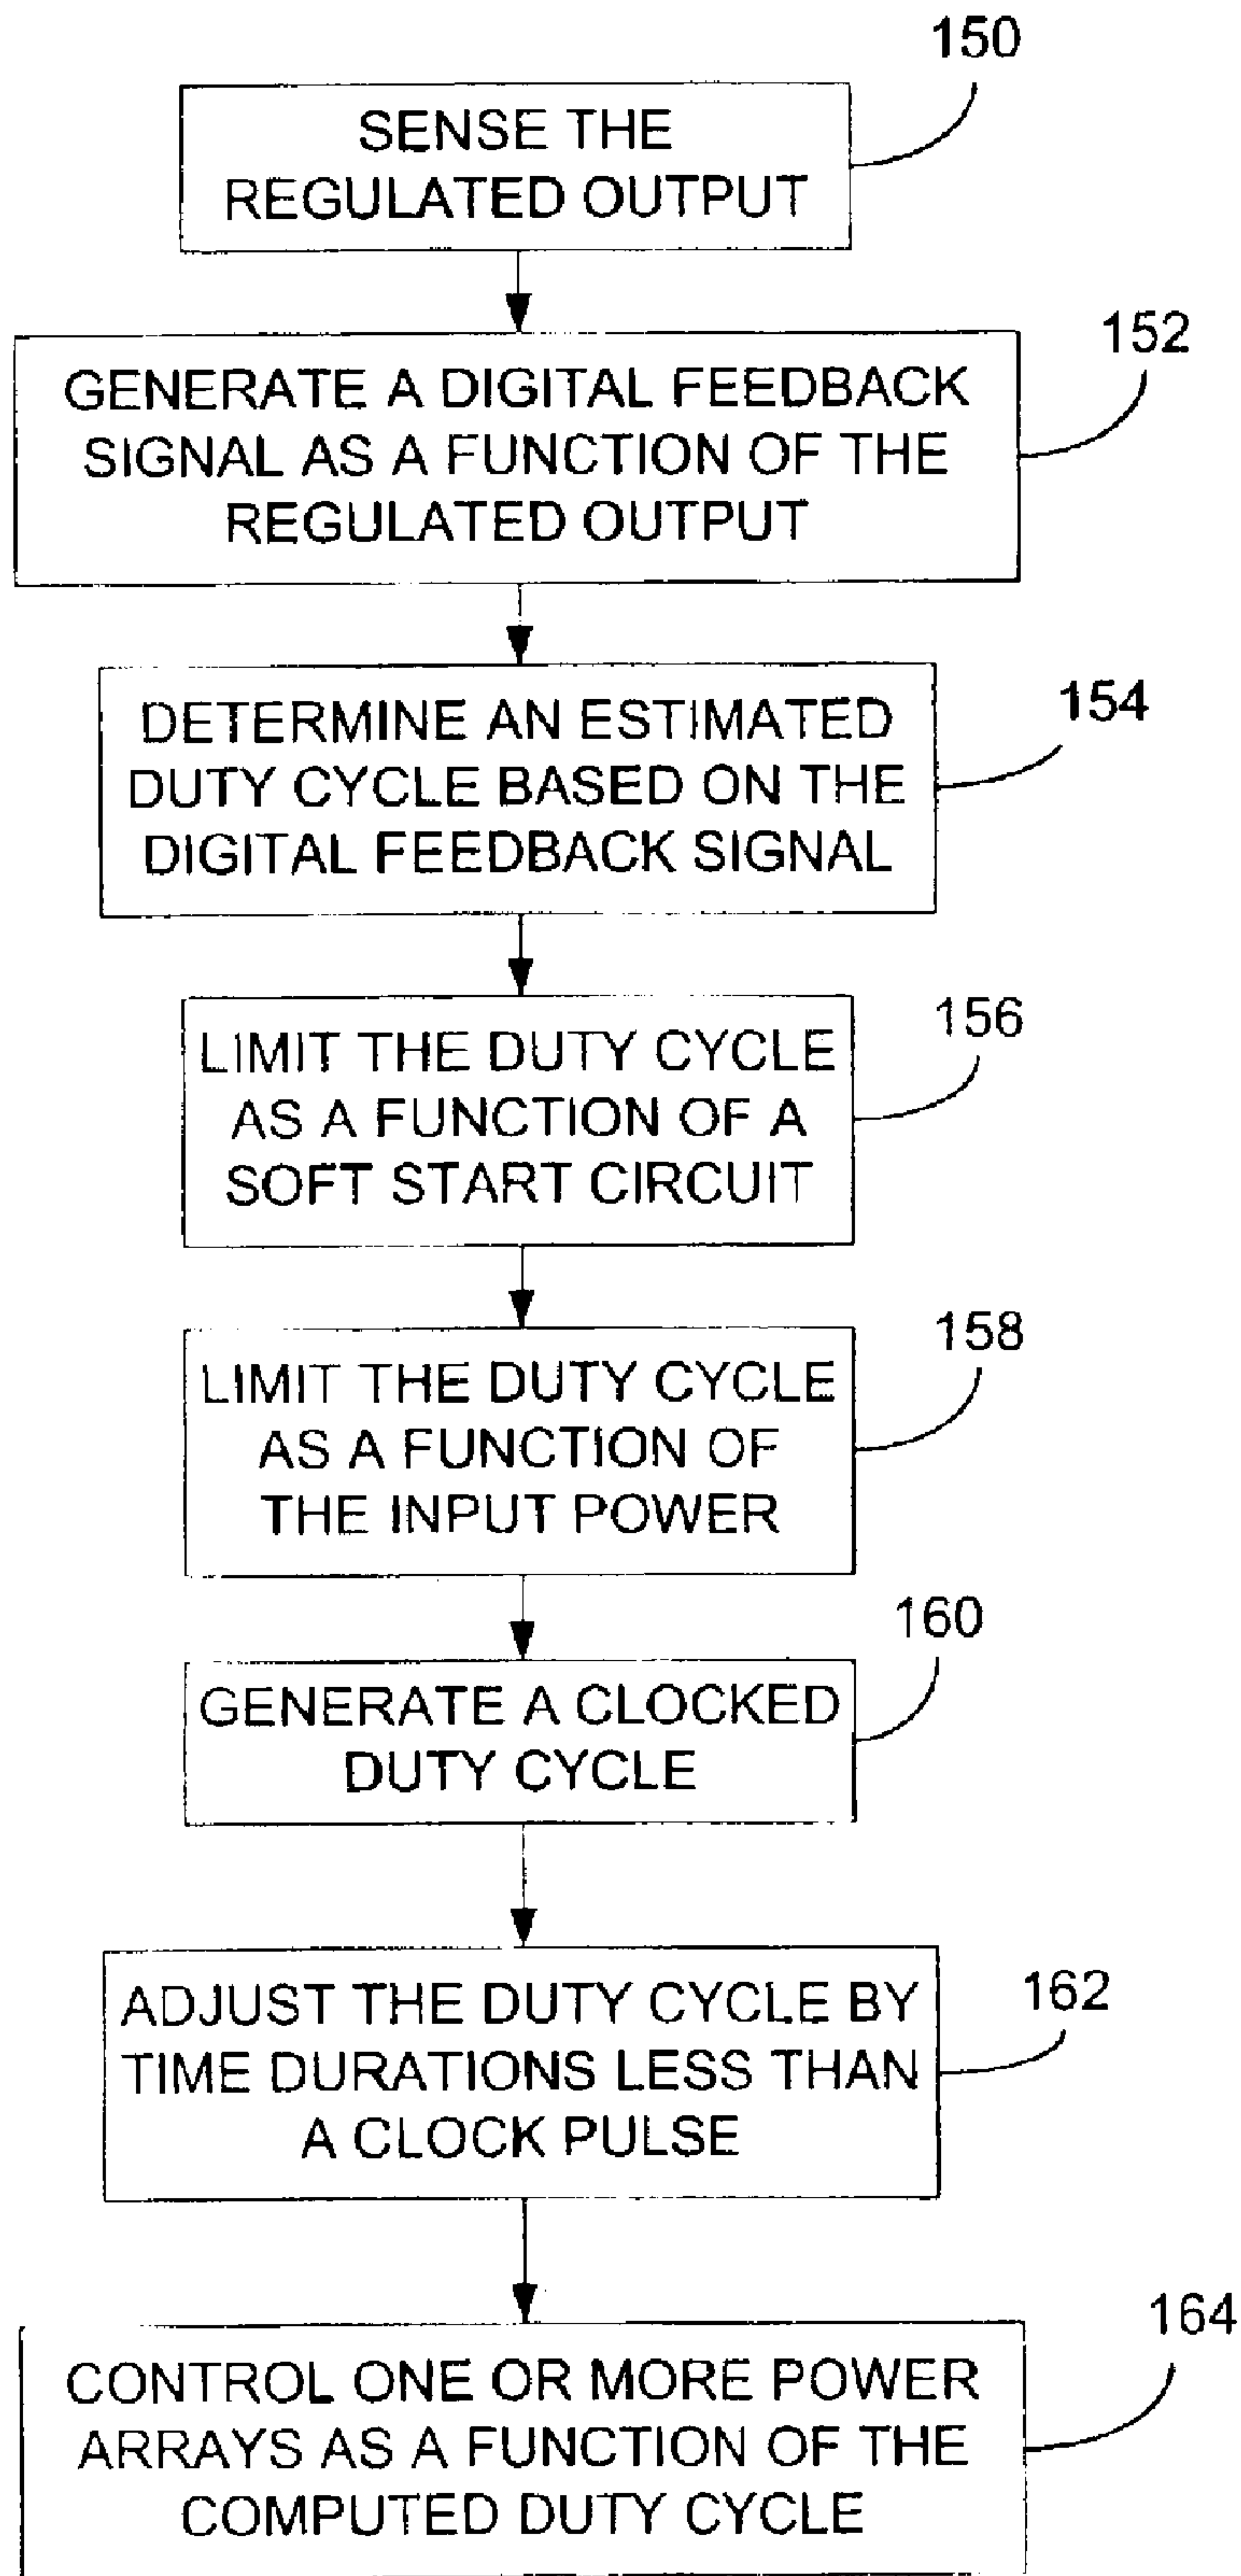 150
SENSE THE
REGULATED OUTPUT
152
GENERATE A DIGITAL FEEDBACK
SIGNAL AS A FUNCTION OF THE
REGULATED OUTPUT
154
DETERMINE AN ESTIMATED
DUTY CYCLE BASED ON THE
DIGITAL FEEDBACK SIGNAL
156
LIMIT THE DUTY CYCLE
AS A FUNCTION OF A
SOFT START CIRCUIT
158
LIMIT THE DUTY CYCLE
AS A FUNCTION OF
THE INPUT POWER
160
GENERATE A CLOCKED
DUTY CYCLE
162
ADJUST THE DUTY CYCLE BY
TIME DURATIONS LESS THAN
A CLOCK PULSE
164
CONTROL ONE OR MORE POWER
ARRAYS AS A FUNCTION OF THE
COMPUTED DUTY CYCLE